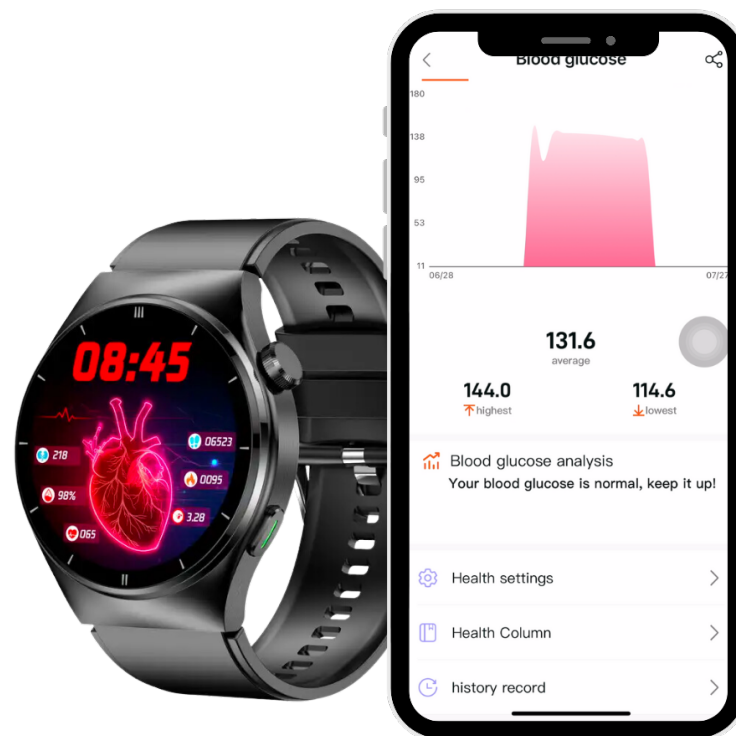 08:45
218
98%
065
06523
0095
3.28
Blood glucose
180
138
95
53
11
06/28
07/27
131.6
average
144.0
highest
114.6
lowest
Blood glucose analysis
Your blood glucose is normal, keep it up!
Health settings
Health Column
history record